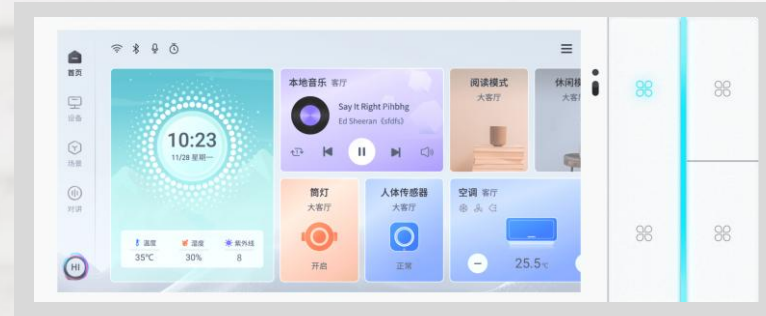 首页
设备
场景
对讲
HI
10:23
11/28 星期一
温度
湿度
紫外线
35℃
30%
8
本地音乐 客厅
Say It Right Pihbhg
Ed Sheeran (sfdfs)
阅读模式
大客厅
休闲模
大客厅
筒灯
大客厅
开启
人体传感器
大客厅
正常
空调 客厅
25.5℃